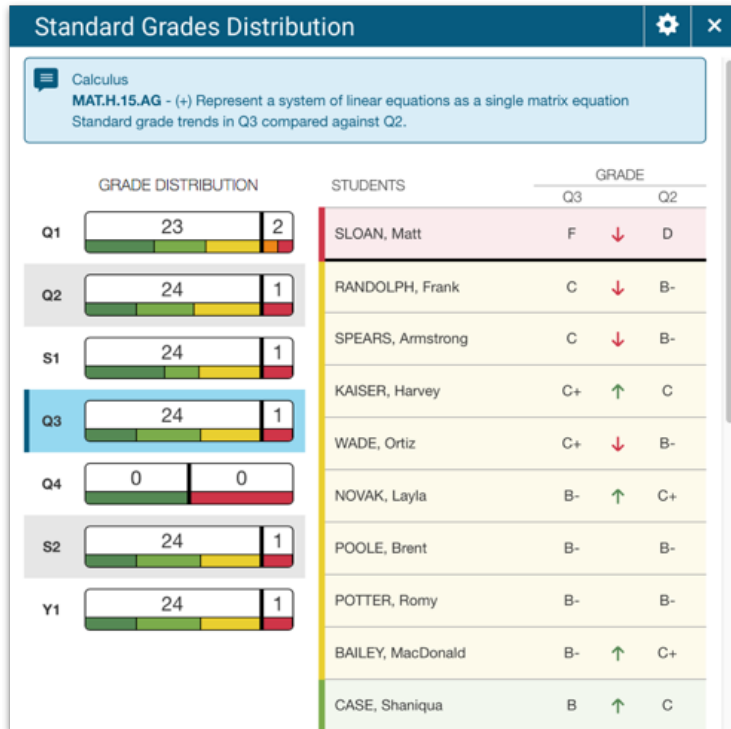 Standard Grades Distribution
Calculus
MAT.H.15.AG - (+) Represent a system of linear equations as a single matrix equation
Standard grade trends in Q3 compared against Q2.
GRADE DISTRIBUTION
Q1 23 2
Q2 24 1
S1 24 1
Q3 24 1
Q4 0 0
S2 24 1
Y1 24 1
STUDENTS GRADE
Q3 Q2
SLOAN, Matt F ↓ D
RANDOLPH, Frank C ↓ B-
SPEARS, Armstrong C ↓ B-
KAISER, Harvey C+ ↑ C
WADE, Ortiz C+ ↓ B-
NOVAK, Layla B- ↑ C+
POOLE, Brent B- B-
POTTER, Romy B- B-
BAILEY, MacDonald B- ↑ C+
CASE, Shaniqua B ↑ C